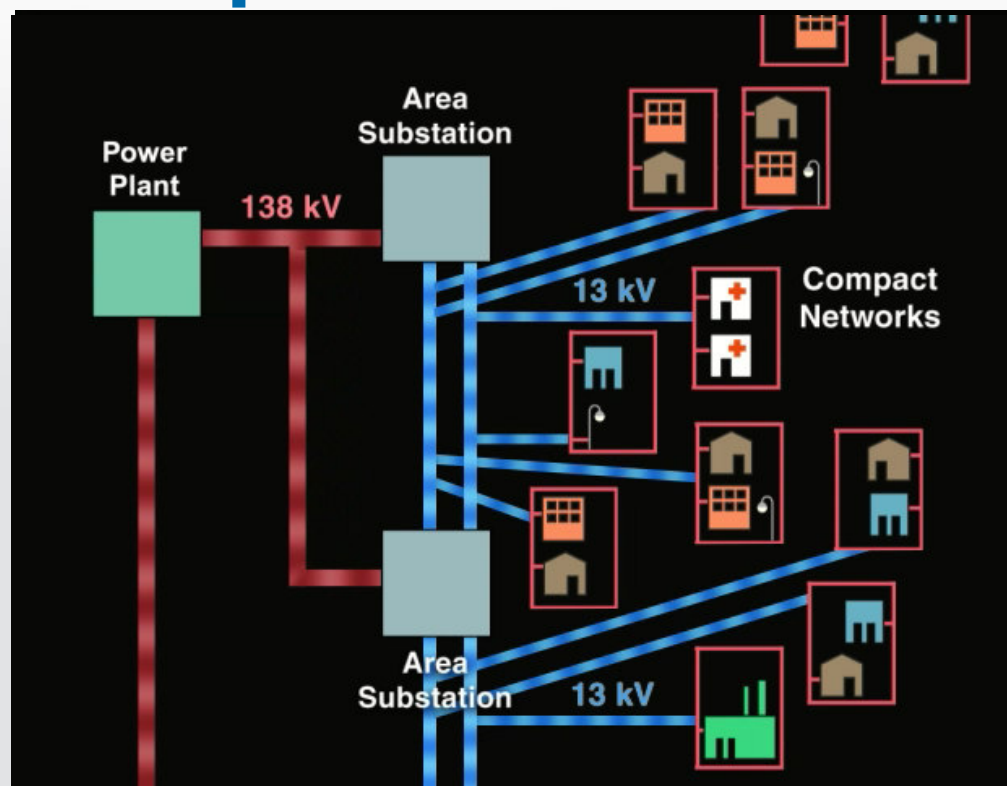 Area
Substation
Power
Plant
138 kV
13 kV
Compact
Networks
Area
Substation
13 kV